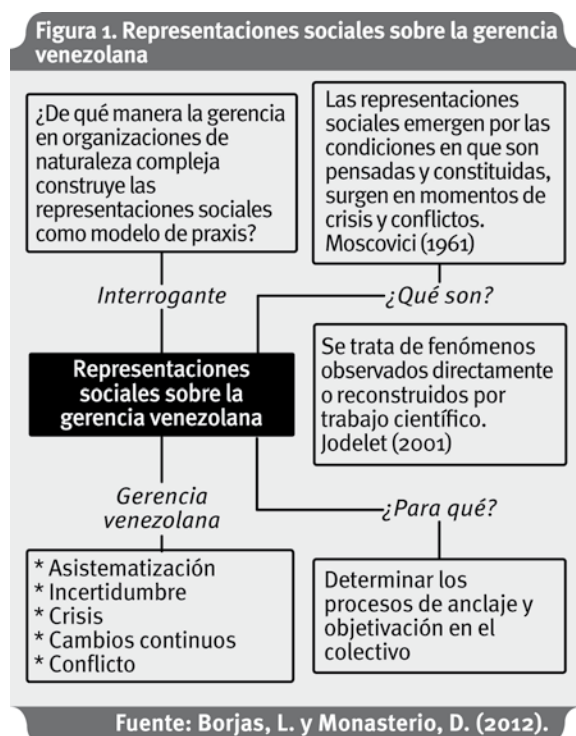 Figura 1. Representaciones sociales sobre la gerencia
venezolana
¿De qué manera la gerencia
en organizaciones de
naturaleza compleja
construye las
representaciones sociales
como modelo de praxis?
Las representaciones
sociales emergen por las
condiciones en que son
pensadas y constituidas,
surgen en momentos de
crisis y conflictos.
Moscovici (1961)
Interrogante
¿Qué son?
Representaciones
sociales sobre la
gerencia venezolana
Se trata de fenómenos
observados directamente
o reconstruidos por
trabajo científico.
Jodelet (2001)
Gerencia
venezolana
¿Para qué?
* Asistematización
* Incertidumbre
* Crisis
* Cambios continuos
* Conflicto
Determinar los
procesos de anclaje y
objetivación en el
colectivo
Fuente: Borjas, L. y Monasterio, D. (2012).